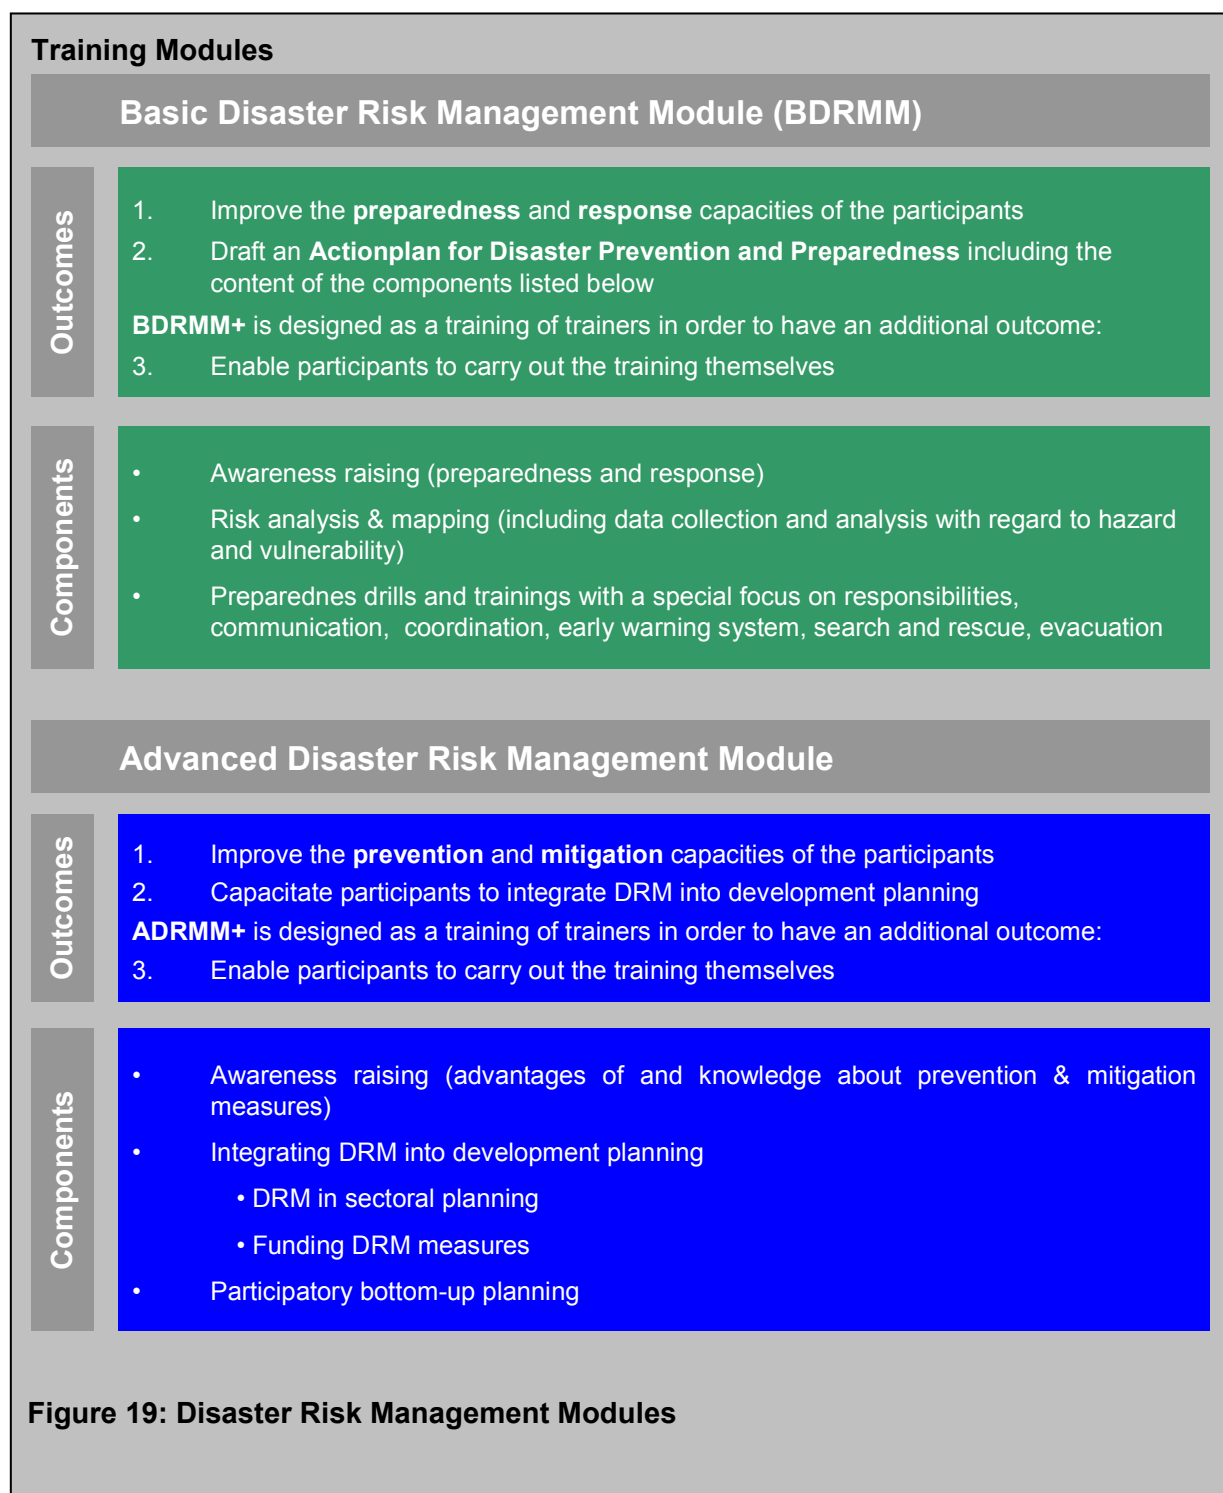 Training Modules
Basic Disaster Risk Management Module (BDRMM)
Outcomes
1. Improve the preparedness and response capacities of the participants
2. Draft an Actionplan for Disaster Prevention and Preparedness including the
content of the components listed below
BDRMM+ is designed as a training of trainers in order to have an additional outcome:
3. Enable participants to carry out the training themselves
Components
• Awareness raising (preparedness and response)
• Risk analysis & mapping (including data collection and analysis with regard to hazard
and vulnerability)
• Preparednes drills and trainings with a special focus on responsibilities,
communication, coordination, early warning system, search and rescue, evacuation
Advanced Disaster Risk Management Module
Outcomes
1. Improve the prevention and mitigation capacities of the participants
2. Capacitate participants to integrate DRM into development planning
ADRMM+ is designed as a training of trainers in order to have an additional outcome:
3. Enable participants to carry out the training themselves
Components
• Awareness raising (advantages of and knowledge about prevention & mitigation
measures)
• Integrating DRM into development planning
• DRM in sectoral planning
• Funding DRM measures
• Participatory bottom-up planning
Figure 19: Disaster Risk Management Modules